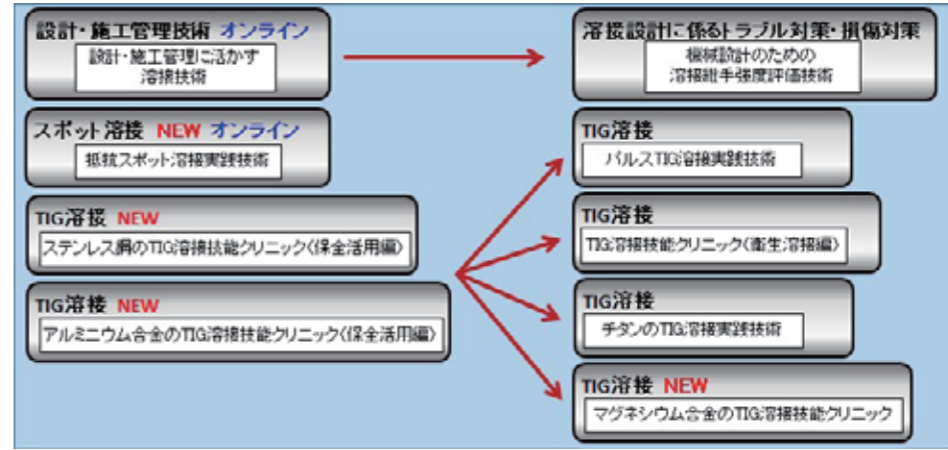 設計・施工管理技術 オンライン
設計・施工管理に活かす
溶接技術
スポット溶接 NEW オンライン
抵抗スポット溶接実践技術
TIG溶接 NEW
ステンレス鋼のTIG溶接技能クリニック〈保全活用編〉
TIG溶接 NEW
アルミニウム合金のTIG溶接技能クリニック〈保全活用編〉
溶接設計に係るトラブル対策・損傷対策
機械設計のための
溶接継手強度評価技術
TIG溶接
パルスTIG溶接実践技術
TIG溶接
TIG溶接技能クリニック〈衛生溶接編〉
TIG溶接
チタンのTIG溶接実践技術
TIG溶接 NEW
マグネシウム合金のTIG溶接技能クリニック